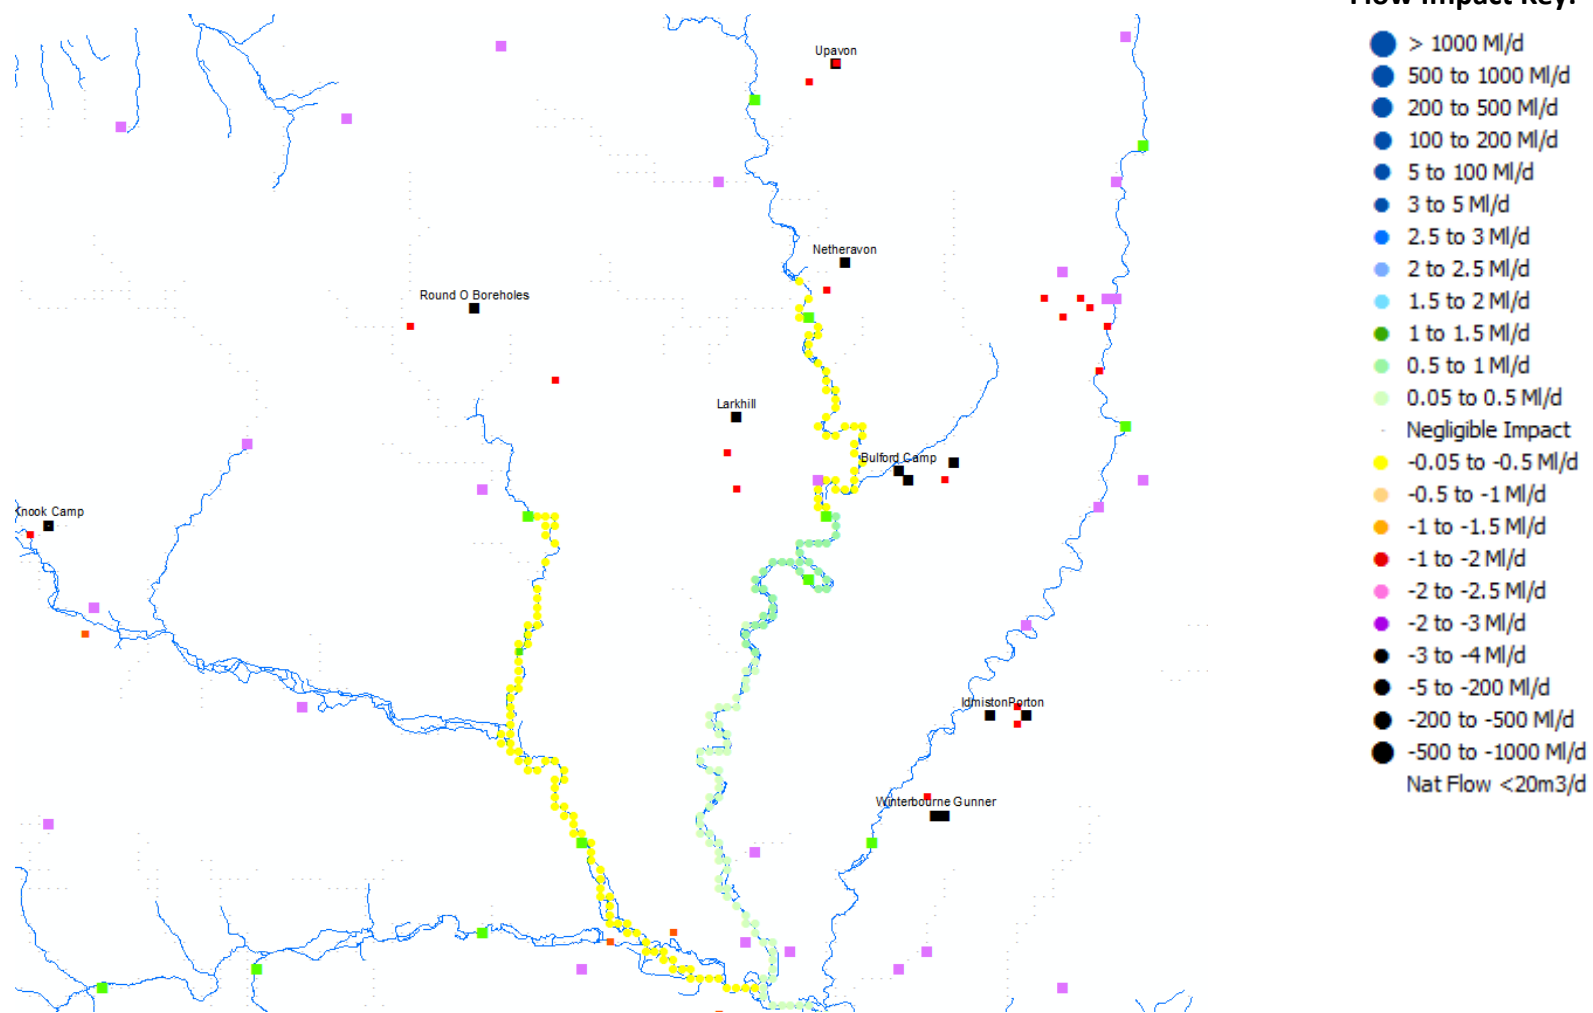 Flow Impact Key:
> 1000 Ml/d
500 to 1000 Ml/d
200 to 500 Ml/d
100 to 200 Ml/d
5 to 100 Ml/d
3 to 5 Ml/d
2.5 to 3 Ml/d
2 to 2.5 Ml/d
1.5 to 2 Ml/d
1 to 1.5 Ml/d
0.5 to 1 Ml/d
0.05 to 0.5 Ml/d
Negligible Impact
-0.05 to -0.5 Ml/d
-0.5 to -1 Ml/d
-1 to -1.5 Ml/d
-1 to -2 Ml/d
-2 to -2.5 Ml/d
-2 to -3 Ml/d
-3 to -4 Ml/d
-5 to -200 Ml/d
-200 to -500 Ml/d
-500 to -1000 Ml/d
Nat Flow <20m3/d
Upavon
Netheravon
Round O Boreholes
Larkhill
Bulford Camp
Knook Camp
Idmiston
Porton
Winterbourne Gunner